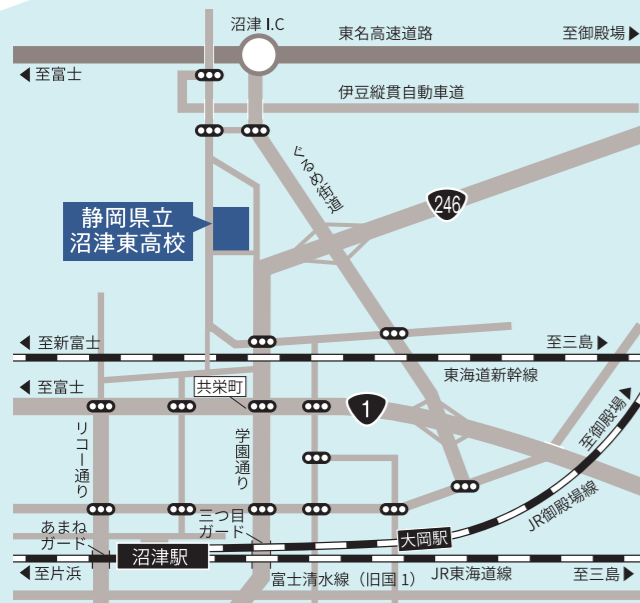 沼津 I.C
東名高速道路
至御殿場
至富士
伊豆縦貫自動車道
ぐるめ街道
246
静岡県立
沼津東高校
至新富士
至三島
東海道新幹線
至富士
共栄町
1
至御殿場
リコー通り
学園通り
三つ目
ガード
あまね
ガード
沼津駅
大岡駅
JR御殿場線
至片浜
富士清水線（旧国 1）
JR東海道線
至三島